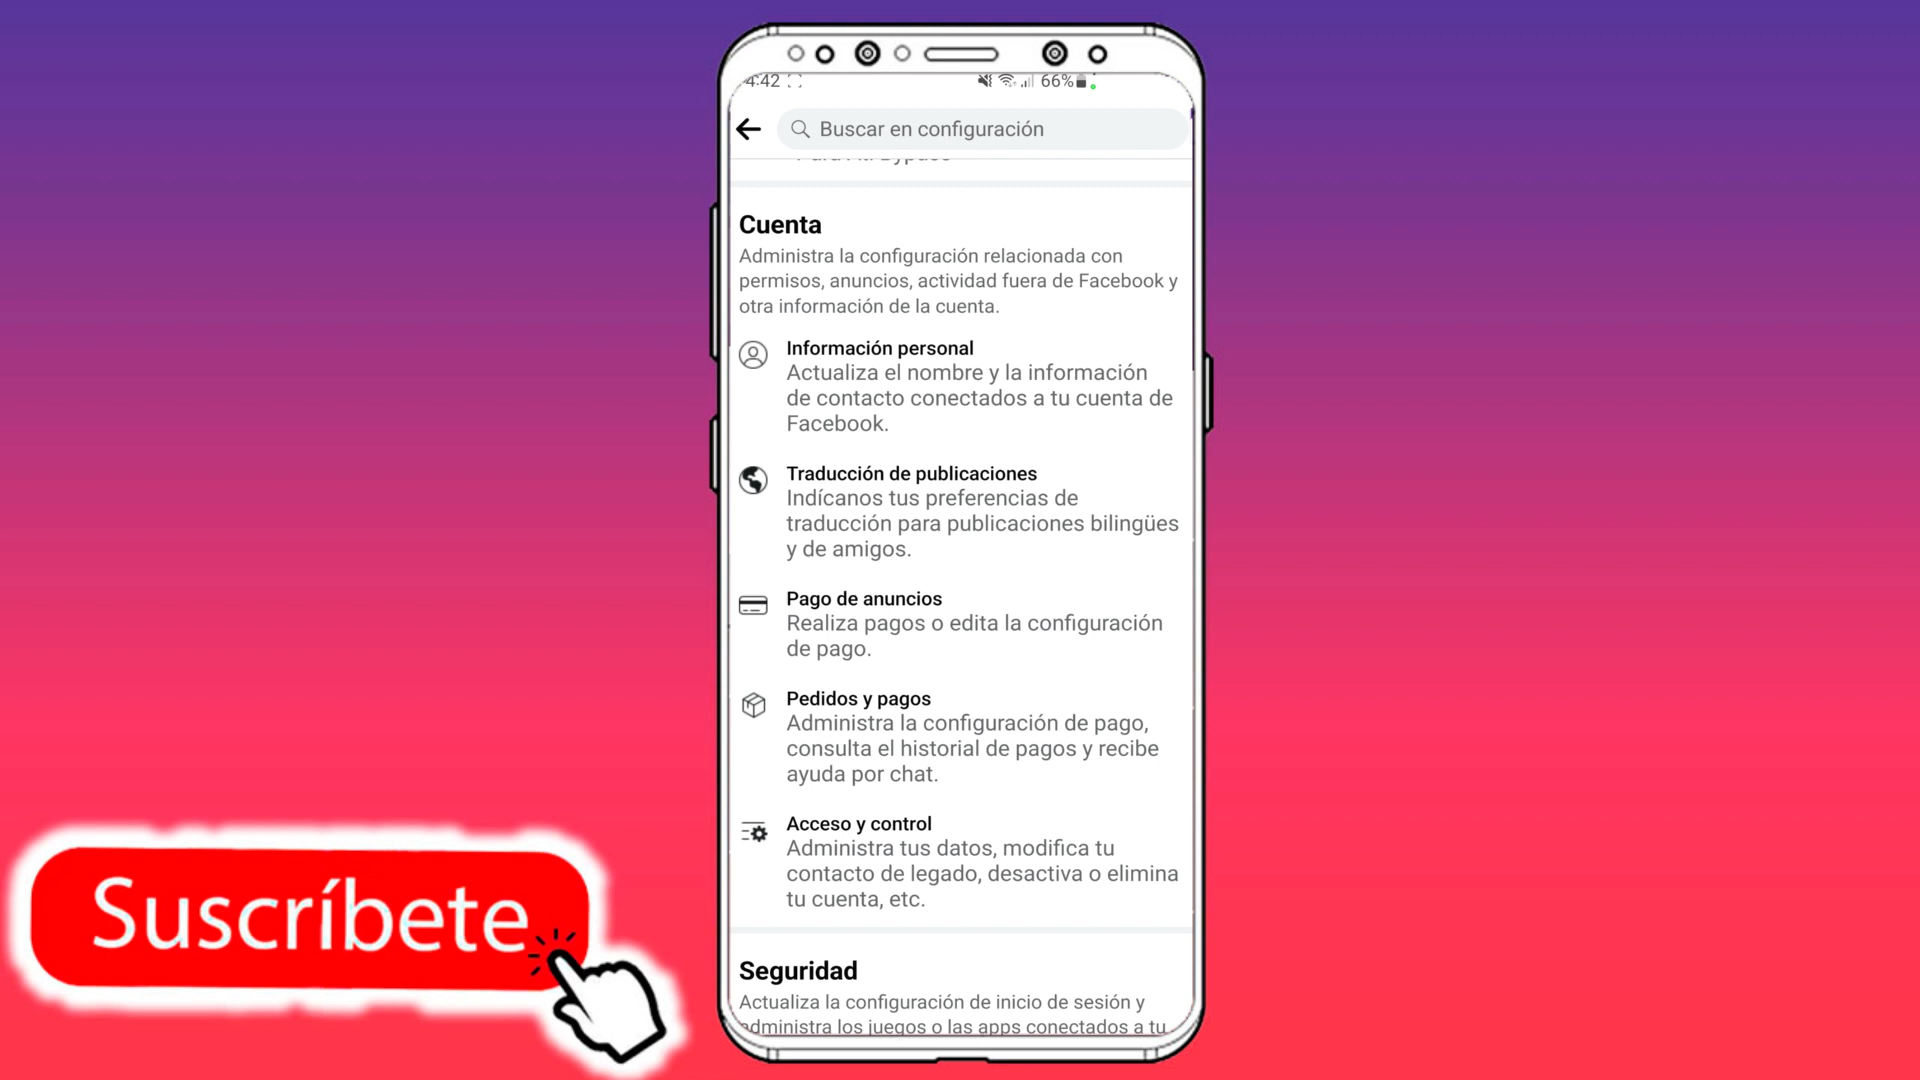 4:42
66%
Buscar en configuración
Cuenta
Administra la configuración relacionada con
permisos, anuncios, actividad fuera de Facebook y
otra información de la cuenta.
Información personal
Actualiza el nombre y la información
de contacto conectados a tu cuenta de
Facebook.
Traducción de publicaciones
Indícanos tus preferencias de
traducción para publicaciones bilingües
y de amigos.
Pago de anuncios
Realiza pagos o edita la configuración
de pago.
Pedidos y pagos
Administra la configuración de pago,
consulta el historial de pagos y recibe
ayuda por chat.
Acceso y control
Administra tus datos, modifica tu
contacto de legado, desactiva o elimina
tu cuenta, etc.
Seguridad
Actualiza la configuración de inicio de sesión y
administra los juegos o las apps conectados a tu
Suscríbete